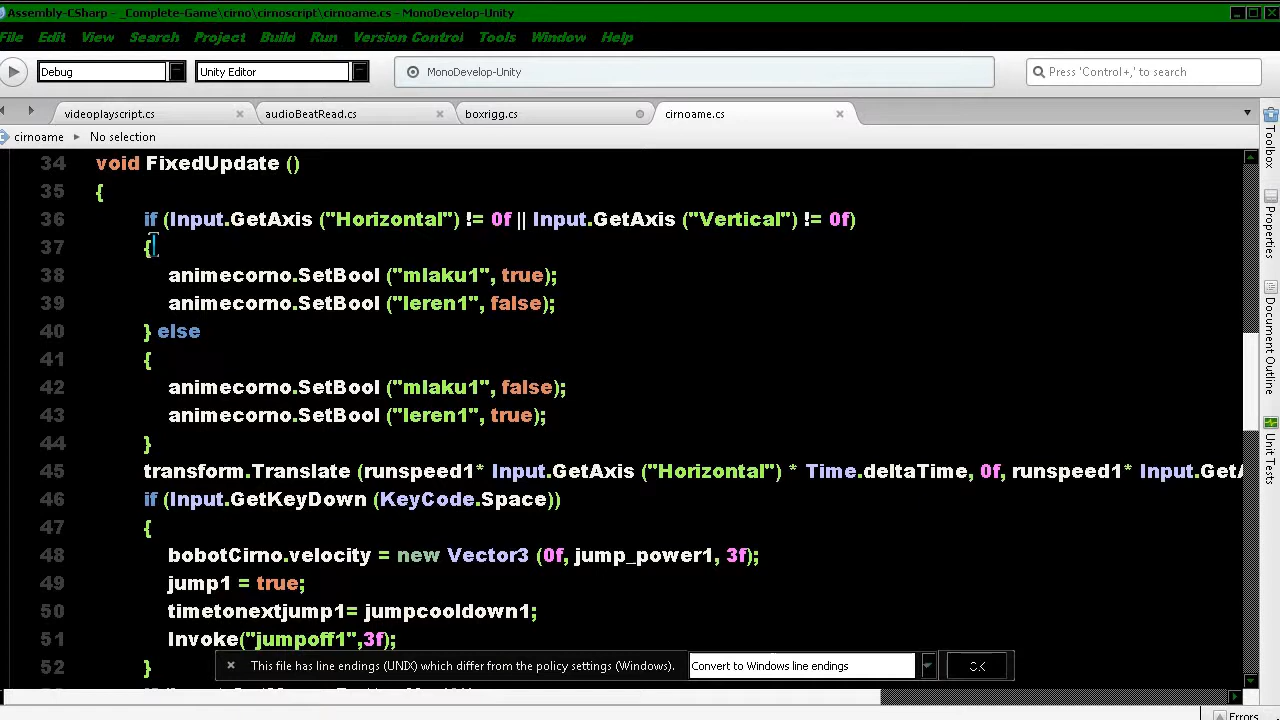 Assembly-CSharp – _Complete-Game\cirno\cirnoscript\cirnoame.cs - MonoDevelop-Unity
File Edit View Search Project Build Run Version Control Tools Window Help
Debug Unity Editor MonoDevelop-Unity Press 'Control+,' to search
videoplayscript.cs audioBeatRead.cs boxrigg.cs cirnoame.cs
cirnoame No selection
34 void FixedUpdate ()
35 {
36 if (Input.GetAxis ("Horizontal") != 0f || Input.GetAxis ("Vertical") != 0f)
37 {
38 animecorno.SetBool ("mlaku1", true);
39 animecorno.SetBool ("leren1", false);
40 } else
41 {
42 animecorno.SetBool ("mlaku1", false);
43 animecorno.SetBool ("leren1", true);
44 }
45 transform.Translate (runspeed1* Input.GetAxis ("Horizontal") * Time.deltaTime, 0f, runspeed1* Input.GetA
46 if (Input.GetKeyDown (KeyCode.Space))
47 {
48 bobotCirno.velocity = new Vector3 (0f, jump_power1, 3f);
49 jump1 = true;
50 timetonextjump1= jumpcooldown1;
51 Invoke("jumpoff1",3f);
52 }
This file has line endings (UNIX) which differ from the policy settings (Windows). Convert to Windows line endings OK
Toolbox
Properties
Document Outline
Unit Tests
Errors